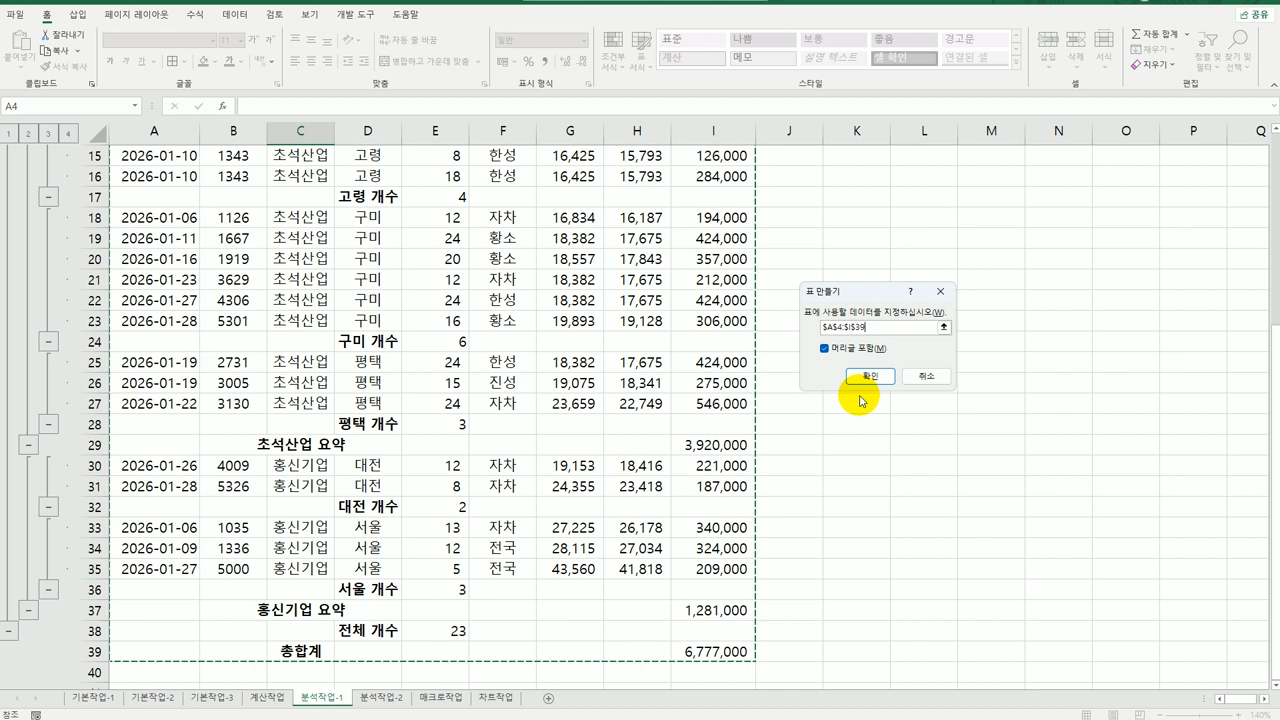 파일 홈 삽입 페이지 레이아웃 수식 데이터 검토 보기 개발 도구 도움말 공유
붙여넣기 잘라내기 복사 서식 복사
11 가 가 가 가 가
자동 줄 바꿈 병합하고 가운데 맞춤
일반 %
조건부 서식 표 서식
표준 나쁨 보통 좋음 경고문
계산 메모 설명 텍스트 셀 확인 연결된 셀
삽입 삭제 서식
자동 합계 채우기 지우기 정렬 및 필터 찾기 및 선택
클립보드 글꼴 맞춤 표시 형식 스타일 셀 편집
A4 fx
1 2 3 4 A B C D E F G H I J K L M N O P Q
15 2026-01-10 1343 초석산업 고령 8 한성 16,425 15,793 126,000
16 2026-01-10 1343 초석산업 고령 18 한성 16,425 15,793 284,000
17 고령 개수 4
18 2026-01-06 1126 초석산업 구미 12 자차 16,834 16,187 194,000
19 2026-01-11 1667 초석산업 구미 24 황소 18,382 17,675 424,000
20 2026-01-16 1919 초석산업 구미 20 황소 18,557 17,843 357,000
21 2026-01-23 3629 초석산업 구미 12 자차 18,382 17,675 212,000
22 2026-01-27 4306 초석산업 구미 24 한성 18,382 17,675 424,000
23 2026-01-28 5301 초석산업 구미 16 황소 19,893 19,128 306,000
24 구미 개수 6
25 2026-01-19 2731 초석산업 평택 24 한성 18,382 17,675 424,000
26 2026-01-19 3005 초석산업 평택 15 진성 19,075 18,341 275,000
27 2026-01-22 3130 초석산업 평택 24 자차 23,659 22,749 546,000
28 평택 개수 3
29 초석산업 요약 3,920,000
30 2026-01-26 4009 홍신기업 대전 12 자차 19,153 18,416 221,000
31 2026-01-28 5326 홍신기업 대전 8 자차 24,355 23,418 187,000
32 대전 개수 2
33 2026-01-06 1035 홍신기업 서울 13 자차 27,225 26,178 340,000
34 2026-01-09 1336 홍신기업 서울 12 전국 28,115 27,034 324,000
35 2026-01-27 5000 홍신기업 서울 5 전국 43,560 41,818 209,000
36 서울 개수 3
37 홍신기업 요약 1,281,000
38 전체 개수 23
39 총합계 6,777,000
40
표 만들기 ?
표에 사용할 데이터를 지정하십시오(W).
$A$4:$I$39
머리글 포함(M)
확인 취소
기본작업-1 기본작업-2 기본작업-3 계산작업 분석작업-1 분석작업-2 매크로작업 차트작업
참조 140%